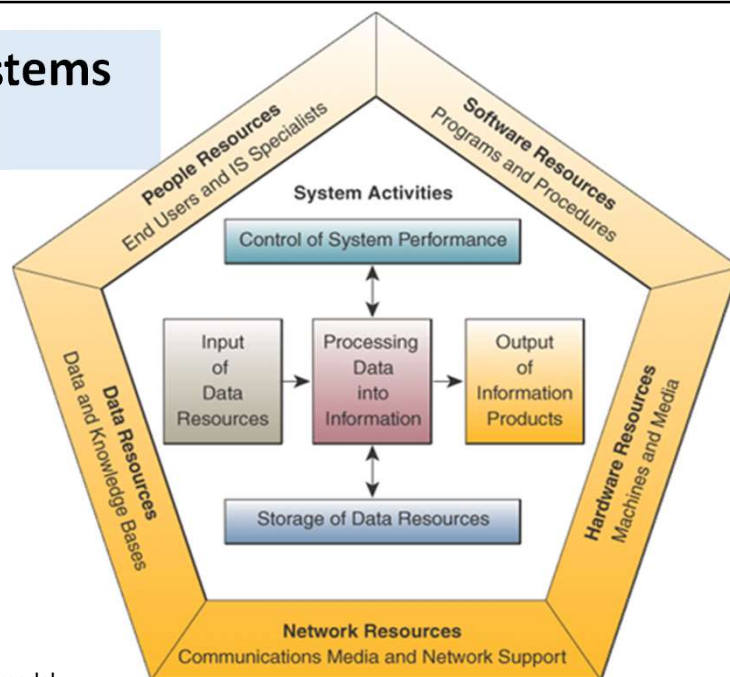 stems
People Resources
End Users and IS Specialists
Software Resources
Programs and Procedures
System Activities
Control of System Performance
Input
of
Data
Resources
Processing
Data
into
Information
Output
of
Information
Products
Storage of Data Resources
Data Resources
Data and Knowledge Bases
Hardware Resources
Machines and Media
Network Resources
Communications Media and Network Support